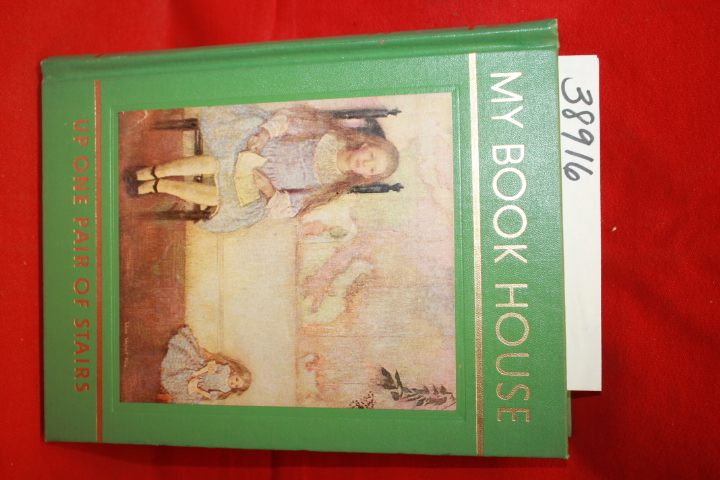 MY BOOK HOUSE
UP ONE PAIR OF STAIRS
38916